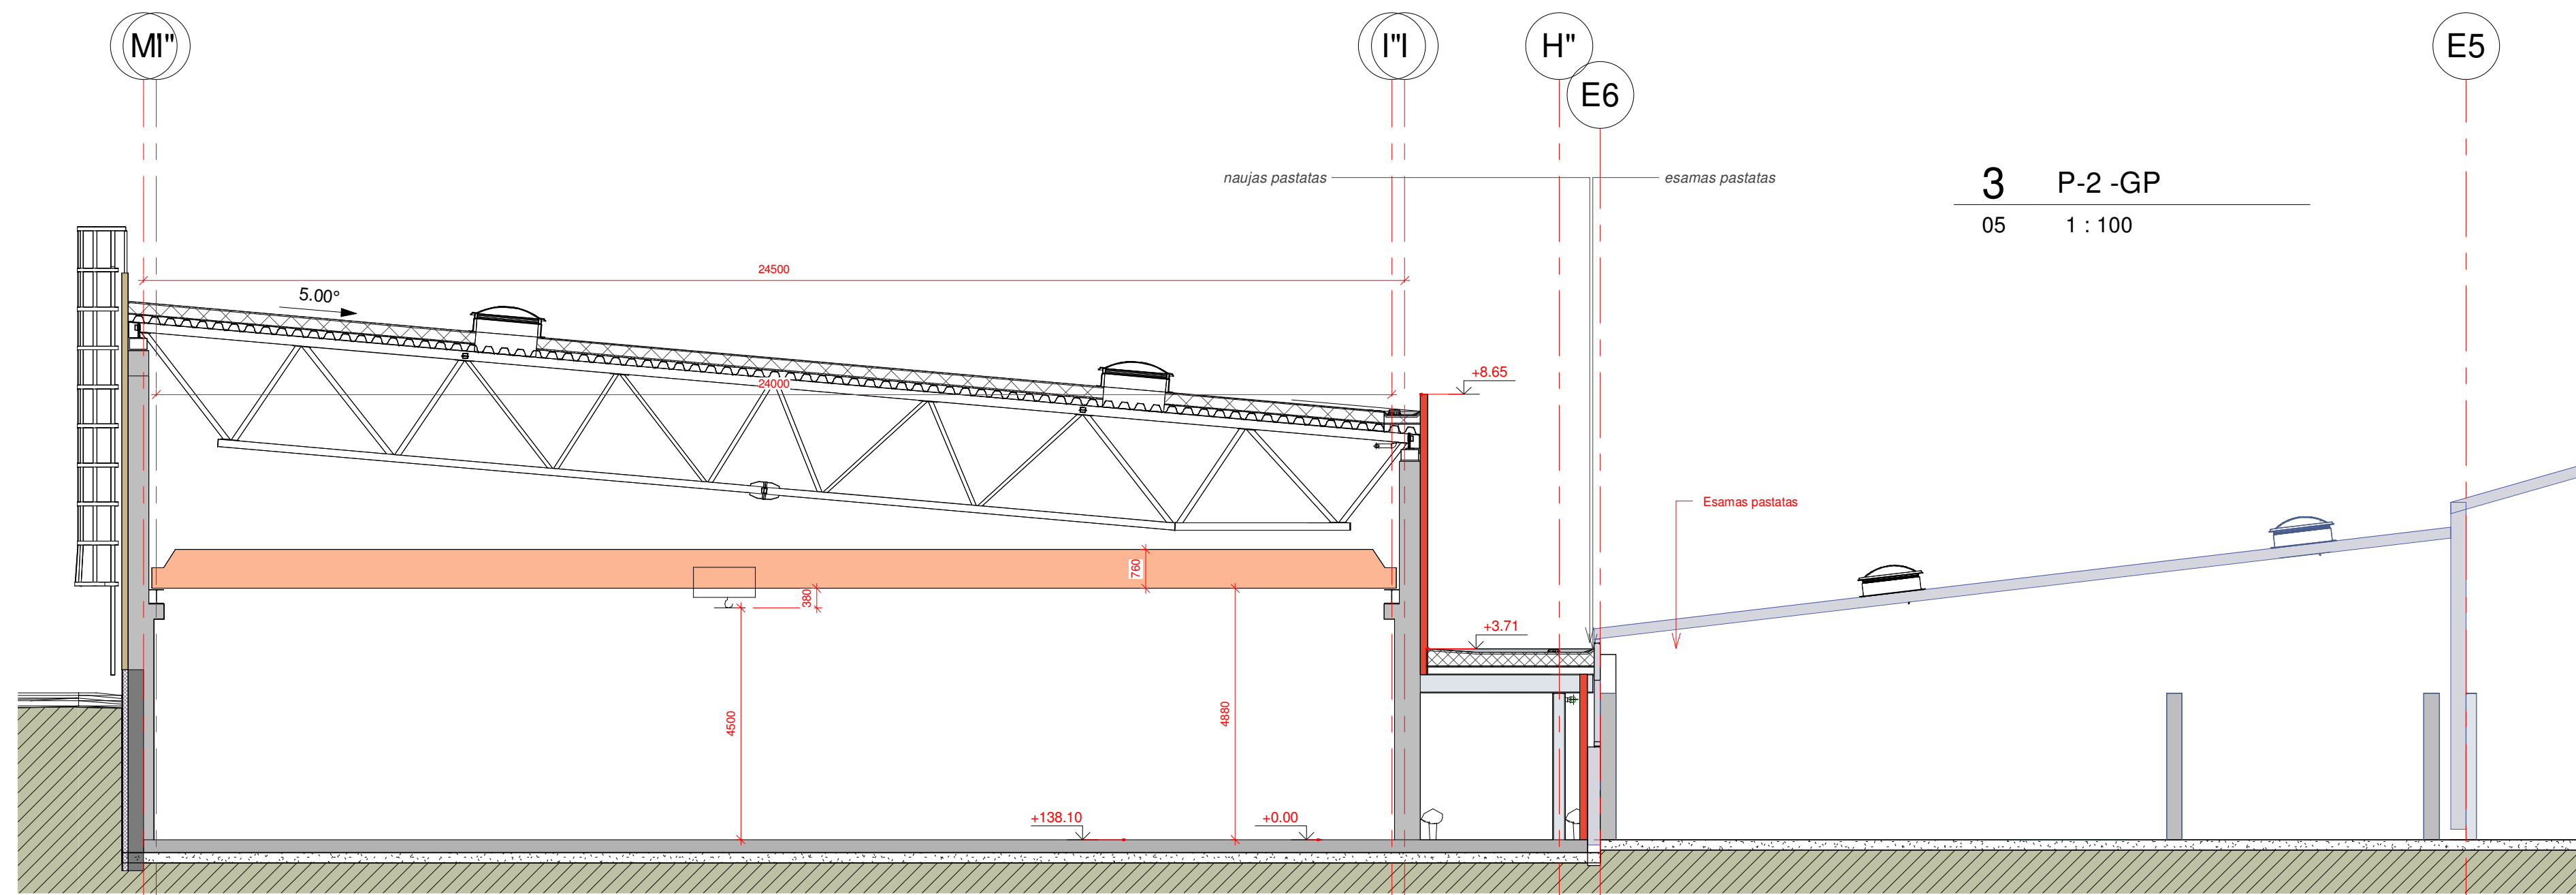 MI"
I"I
H"
E6
E5
naujas pastatas
esamas pastatas
3 P-2 -GP
05 1 : 100
24500
5.00°
24000
+8.65
Esamas pastatas
760
380
+3.71
4500
4880
+138.10
+0.00